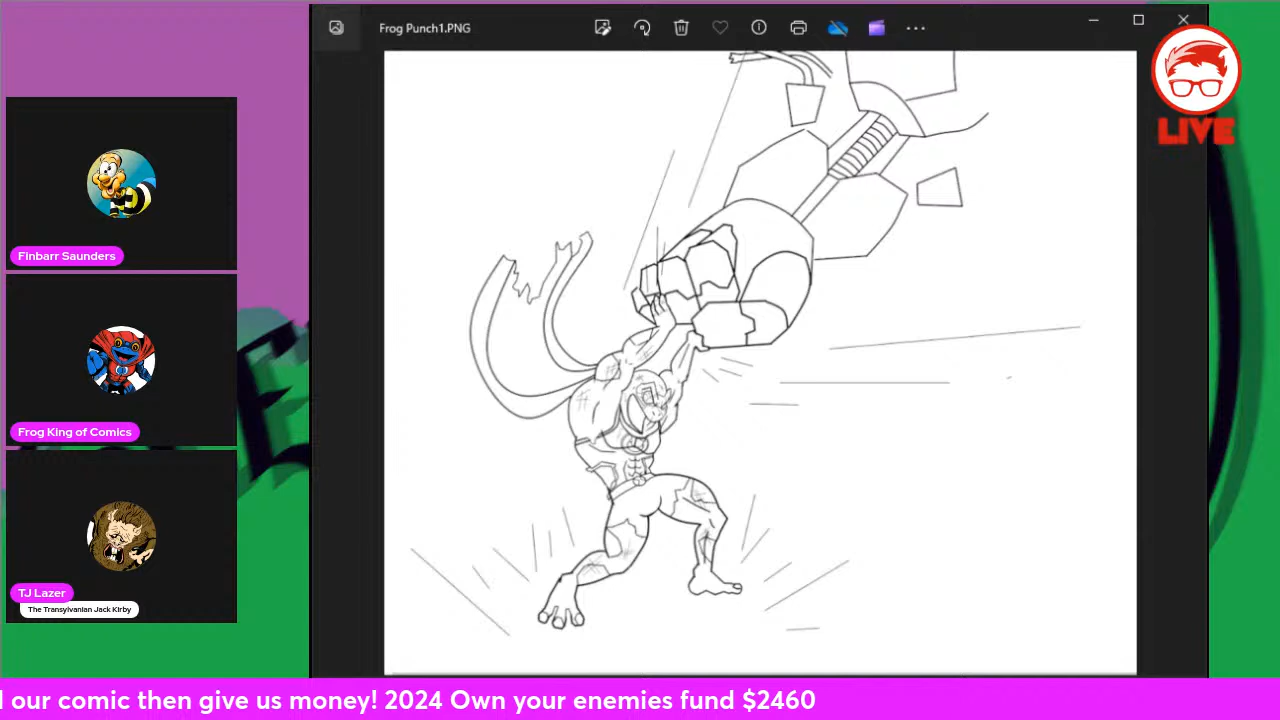 Frog Punch1.PNG
LIVE
Finbarr Saunders
Frog King of Comics
TJ Lazer
The Transylvanian Jack Kirby
our comic then give us money! 2024 Own your enemies fund $2460